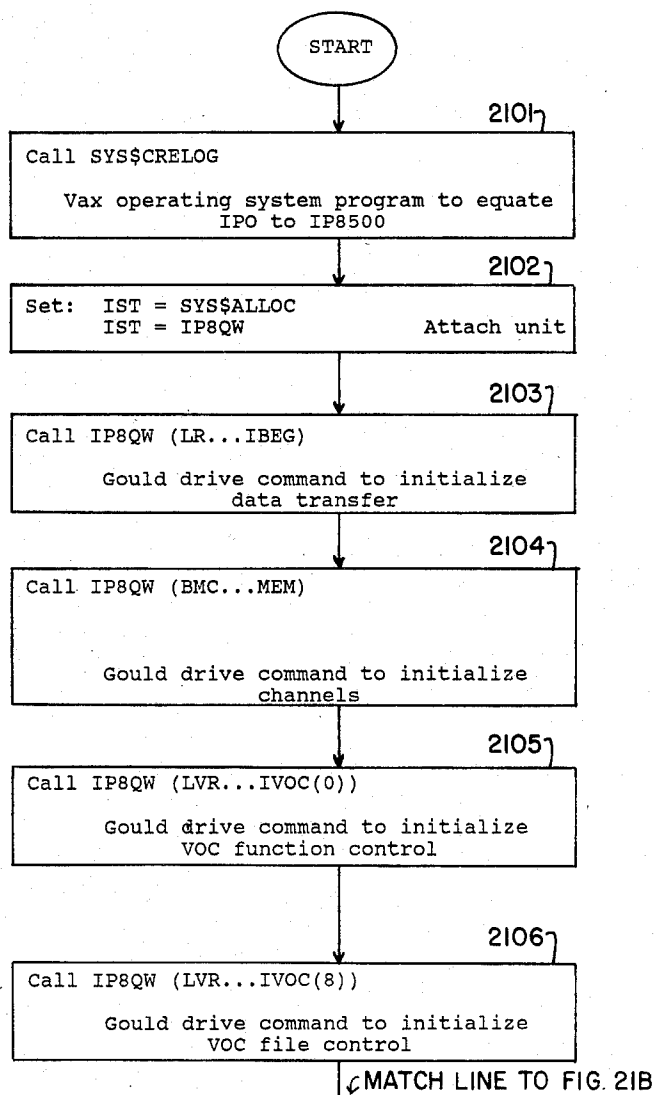 START
2101
Call SYS$CRELOG
Vax operating system program to equate
IPO to IP8500
2102
Set: IST = SYS$ALLOC
IST = IP8QW Attach unit
2103
Call IP8QW (LR...IBEG)
Gould drive command to initialize
data transfer
2104
Call IP8QW (BMC...MEM)
Gould drive command to initialize
channels
2105
Call IP8QW (LVR...IVOC(0))
Gould drive command to initialize
VOC function control
2106
Call IP8QW (LVR...IVOC(8))
Gould drive command to initialize
VOC file control
MATCH LINE TO FIG. 21B